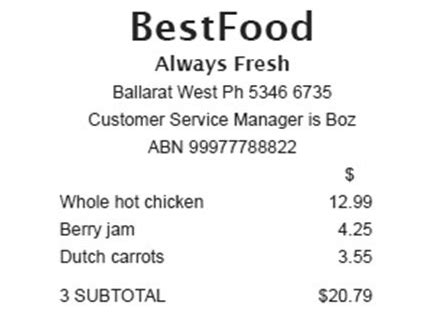 BestFood
Always Fresh
Ballarat West Ph 5346 6735
Customer Service Manager is Boz
ABN 99977788822
$
Whole hot chicken 12.99
Berry jam 4.25
Dutch carrots 3.55
3 SUBTOTAL $20.79